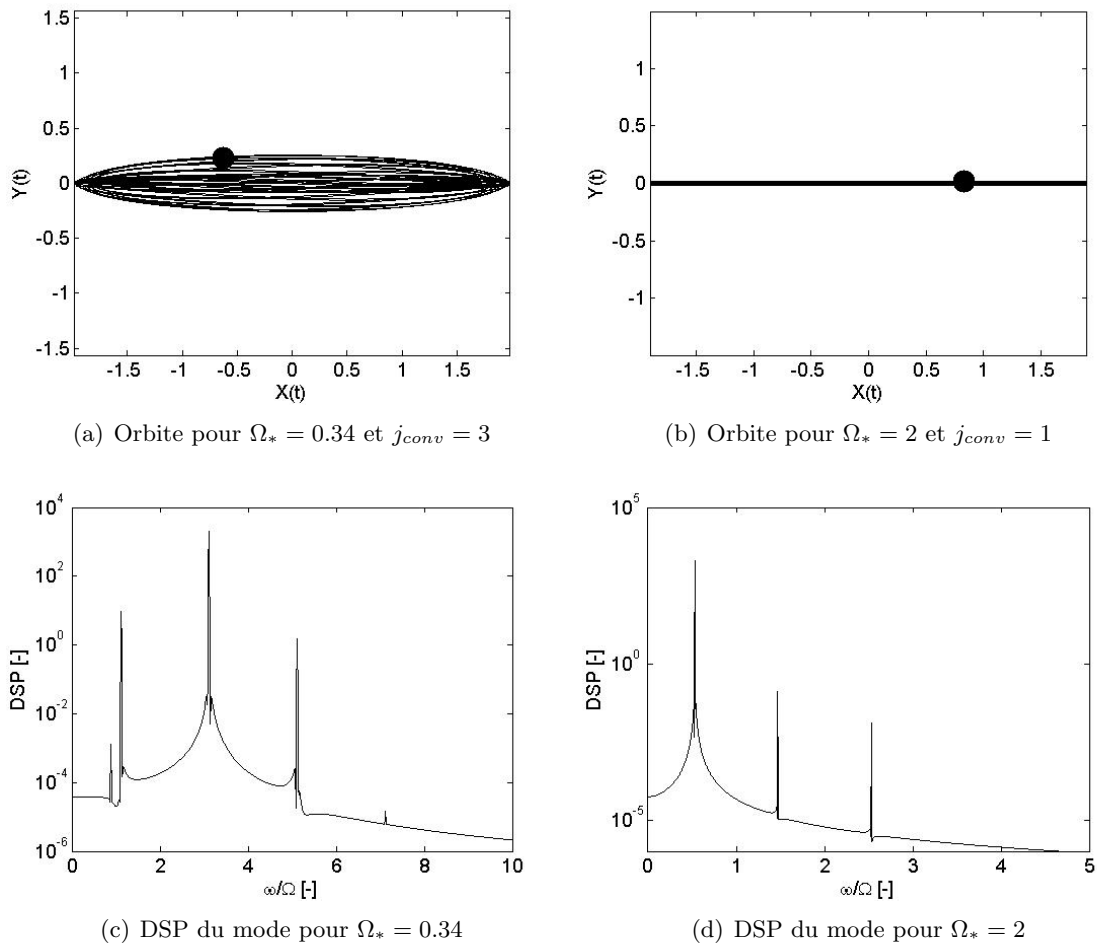 1.5
1
0.5
0
-0.5
-1
-1.5
Y(t)
-1.5 -1 -0.5 0 0.5 1 1.5
X(t)
(a) Orbite pour Ω* = 0.34 et j_conv = 3
1
0.5
0
-0.5
-1
Y(t)
-1.5 -1 -0.5 0 0.5 1 1.5
X(t)
(b) Orbite pour Ω* = 2 et j_conv = 1
10^4
10^2
10^0
10^-2
10^-4
10^-6
DSP [-]
0 2 4 6 8 10
ω/Ω [-]
(c) DSP du mode pour Ω* = 0.34
10^5
10^0
10^-5
DSP [-]
0 1 2 3 4 5
ω/Ω [-]
(d) DSP du mode pour Ω* = 2